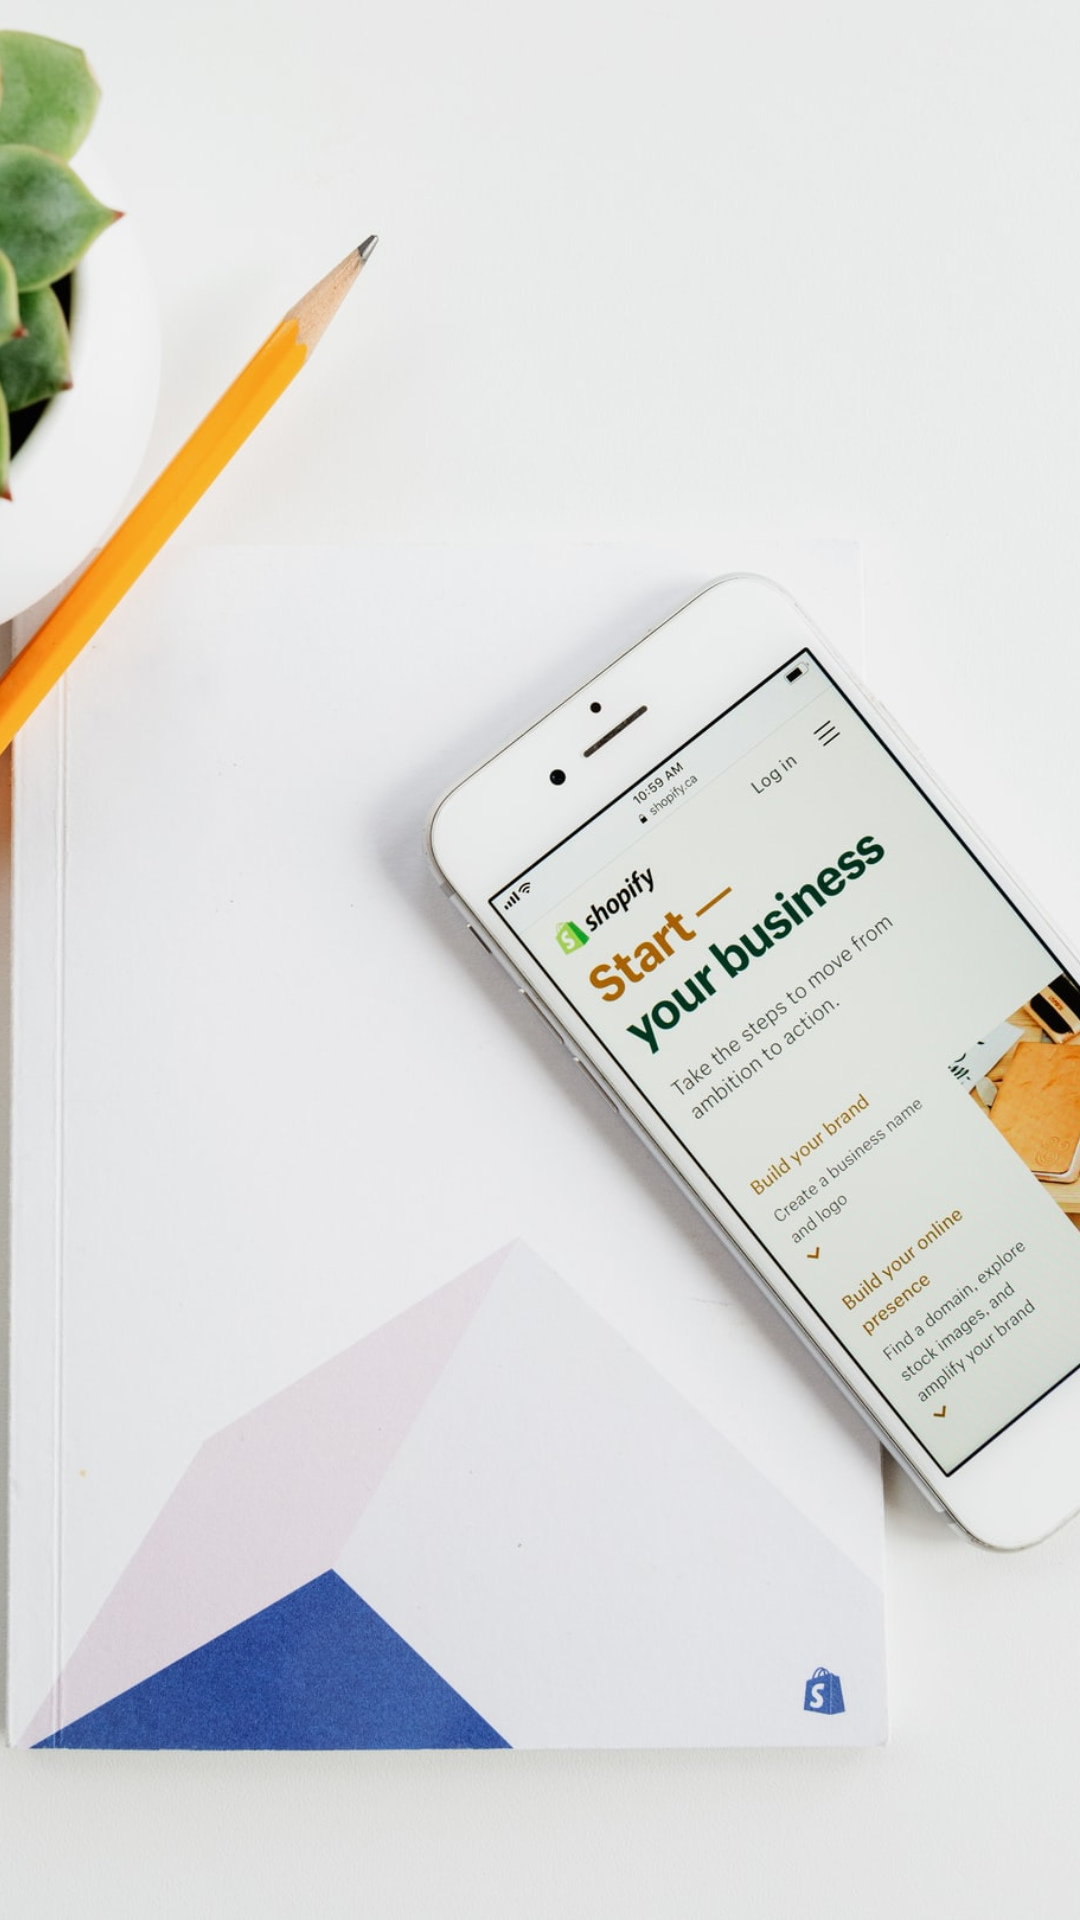 10:59 AM
shopify.ca
shopify
Log in
Start —
your business
Take the steps to move from
ambition to action.
Build your brand
Create a business name
and logo
Build your online
presence
Find a domain, explore
stock images, and
amplify your brand
S